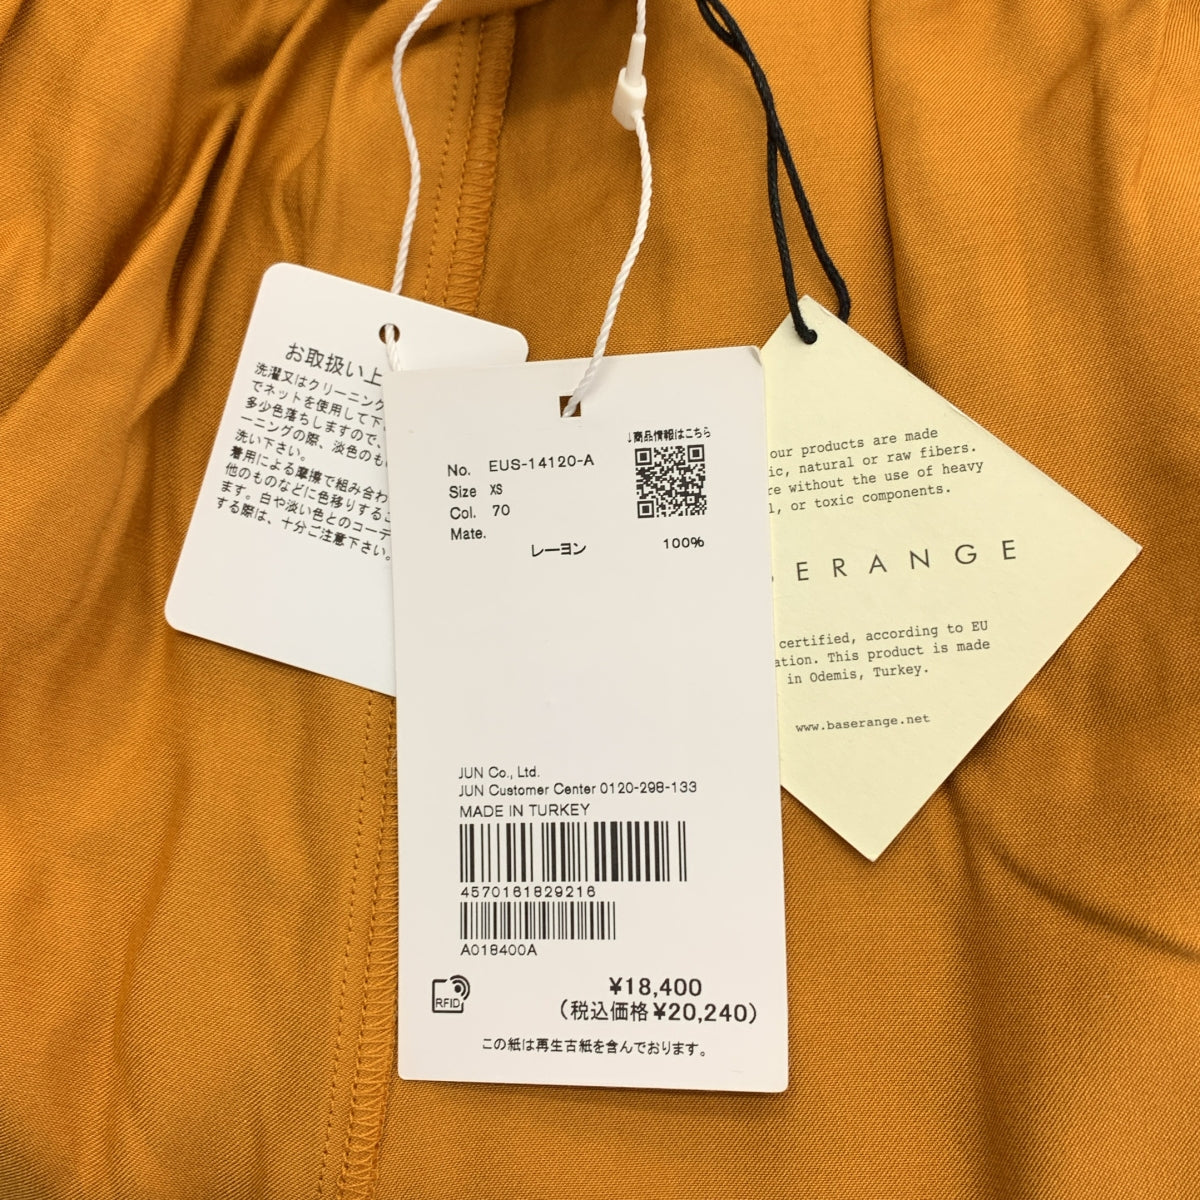 お取扱い上
洗濯又はクリーニング
でネットを使用して下
多少色落ちしますので、
ーニングの際、淡色のも
洗い下さい。
着用による摩擦で組み合わ
他のものなどに色移りするこ
ます。白や淡い色とのコーデ
する際は、十分ご注意下さい。
↓商品情報はこちら
No. EUS-14120-A
Size XS
Col. 70
Mate.
レーヨン 100%
JUN Co., Ltd.
JUN Customer Center 0120-298-133
MADE IN TURKEY
4570161829216
A018400A
RFID
¥18,400
(税込価格¥20,240)
この紙は再生古紙を含んでおります。
our products are made
ic, natural or raw fibers.
re without the use of heavy
l, or toxic components.
ERANGE
certified, according to EU
ation. This product is made
in Odemis, Turkey.
www.baserange.net